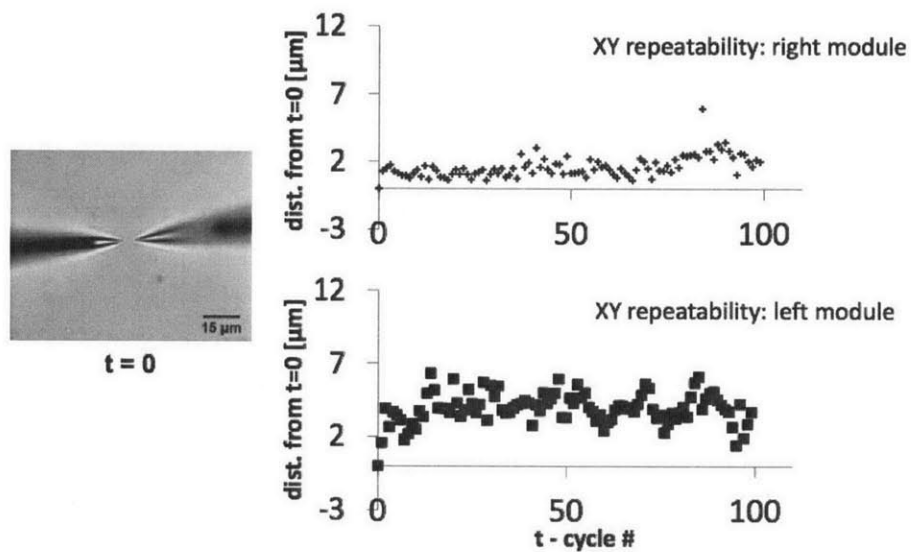 15 µm
t = 0
XY repeatability: right module
dist. from t=0 [µm]
12
7
2
-3
0
50
100
XY repeatability: left module
dist. from t=0 [µm]
12
7
2
-3
0
50
100
t - cycle #